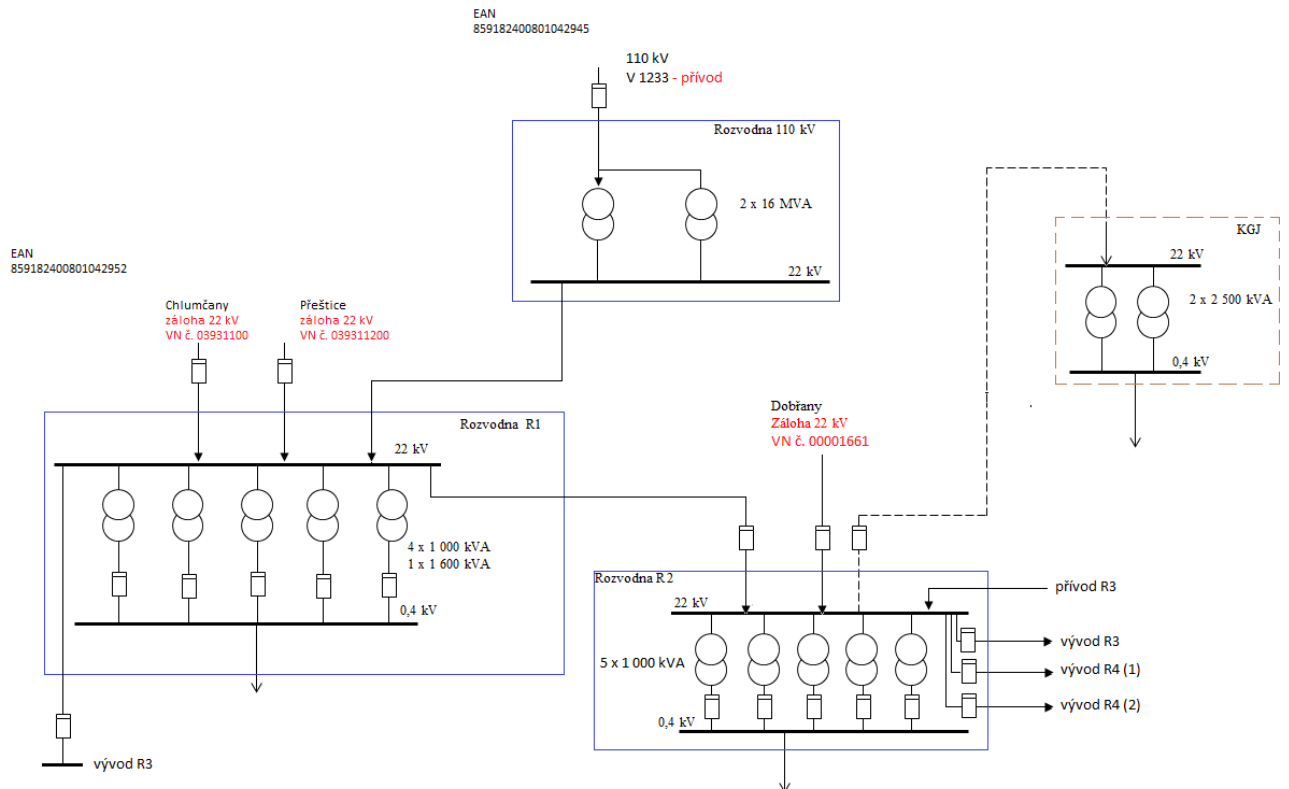 EAN
859182400801042945
110 kV
V 1233 - přívod
Rozvodna 110 kV
2 x 16 MVA
22 kV
KGJ
22 kV
2 x 2 500 kVA
0,4 kV
EAN
859182400801042952
Chlumčany
záloha 22 kV
VN č. 03931100
Přeštice
záloha 22 kV
VN č. 039311200
Rozvodna R1
22 kV
4 x 1 000 kVA
1 x 1 600 kVA
0,4 kV
vývod R3
Dobřany
Záloha 22 kV
VN č. 00001661
Rozvodna R2
22 kV
5 x 1 000 kVA
0,4 kV
přívod R3
vývod R3
vývod R4 (1)
vývod R4 (2)